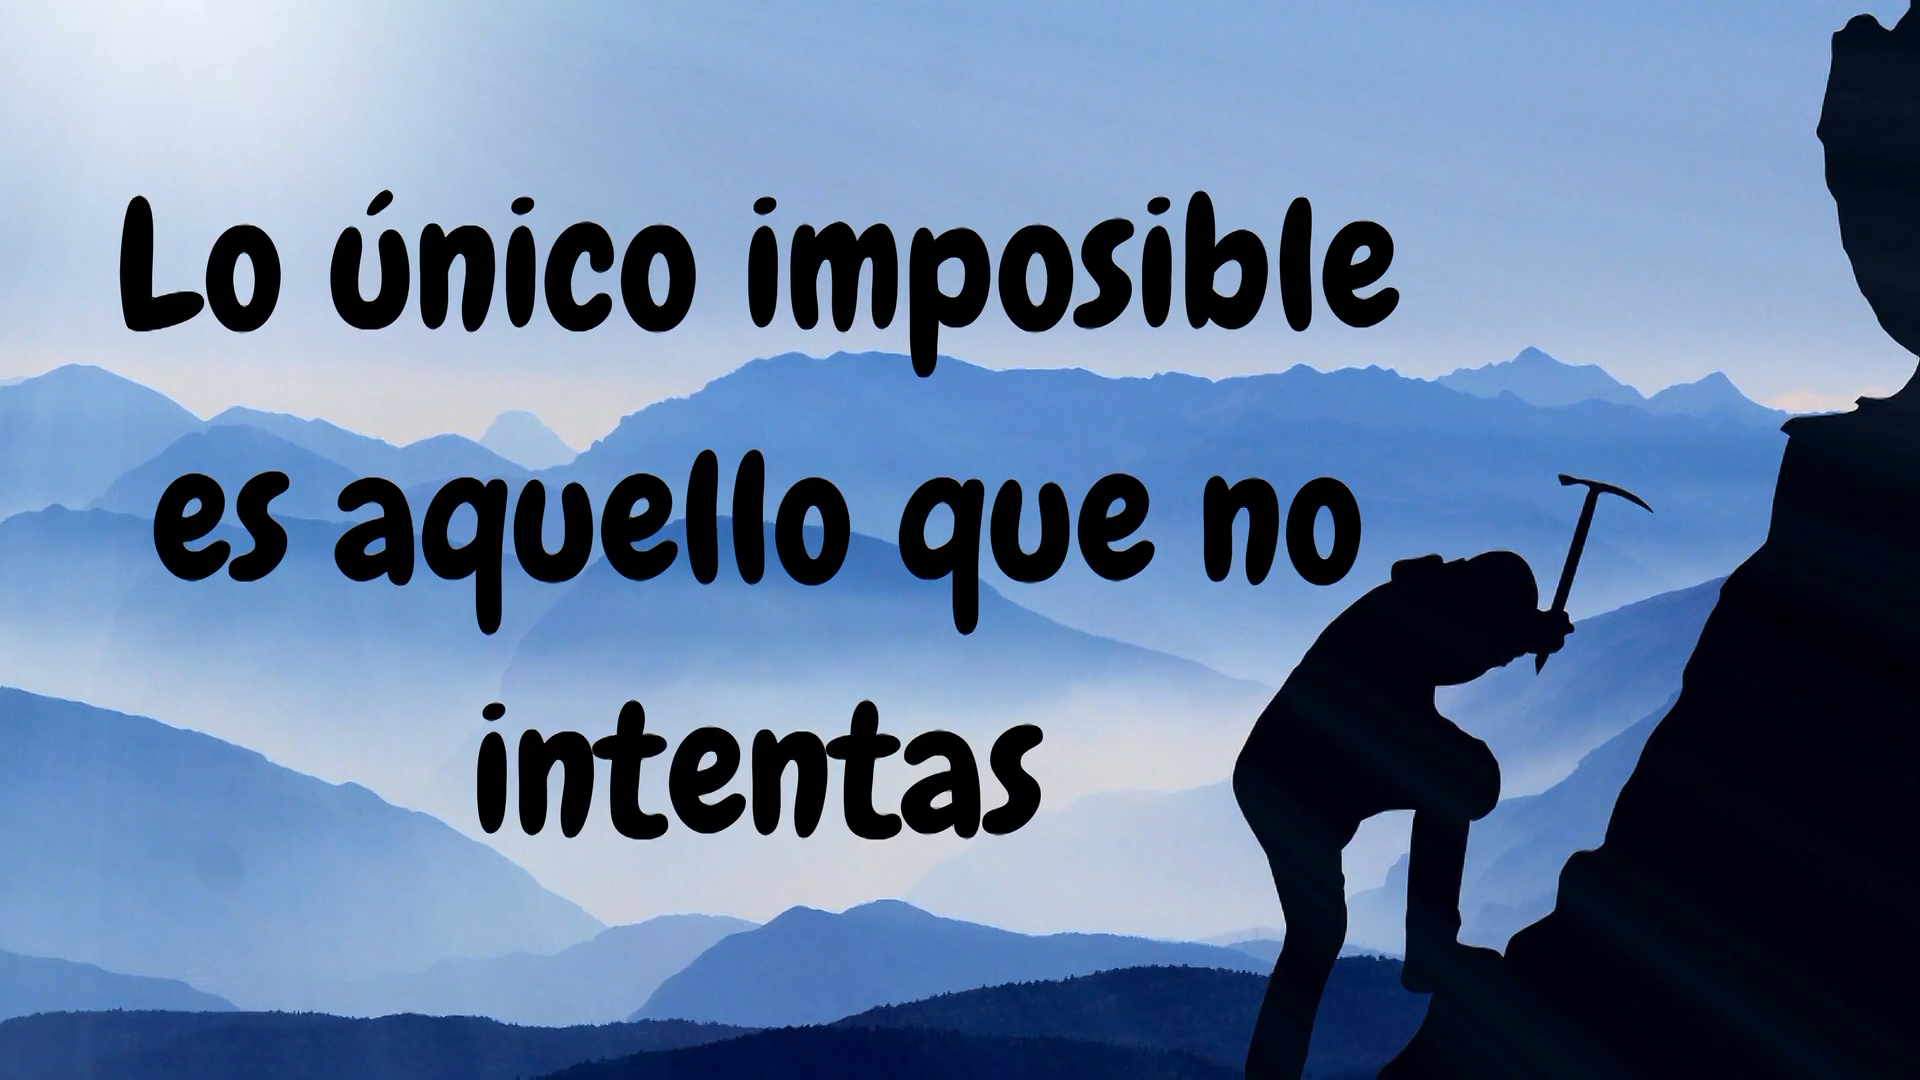 Lo único imposible
es aquello que no
intentas